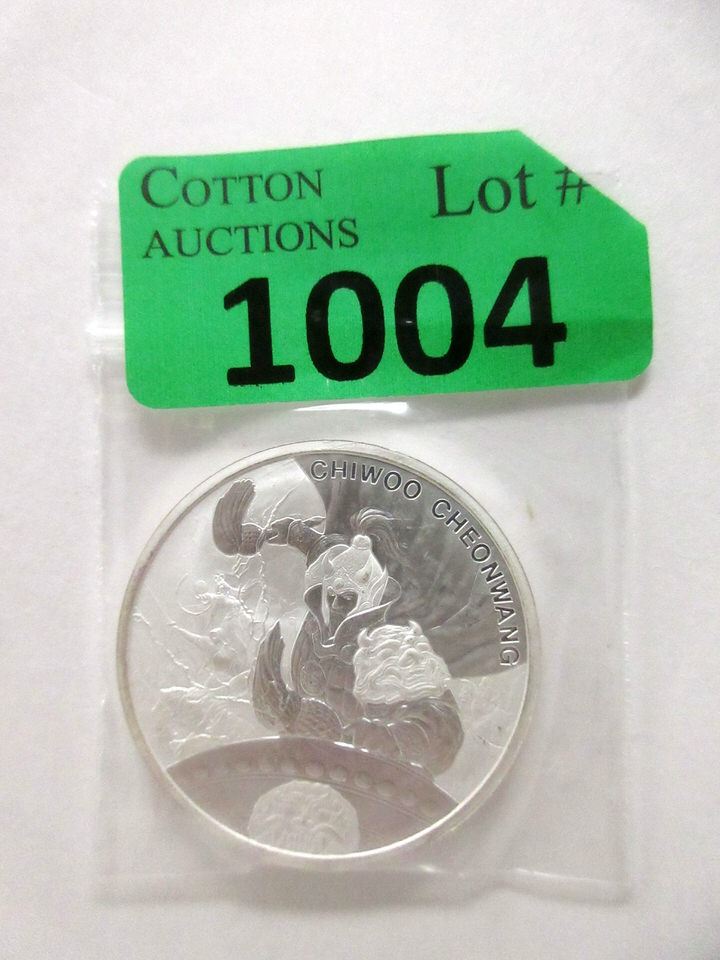 COTTON
AUCTIONS
Lot #
1004
CHIWOO CHEONWANG